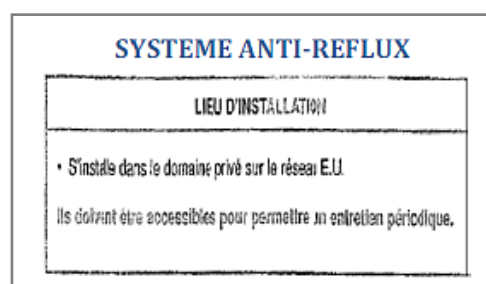 SYSTEME ANTI-REFLUX
LIEU D'INSTALLATION
• S'installe dans le domaine privé sur le réseau E.U.
Ils doivent être accessibles pour permettre un entretien périodique.